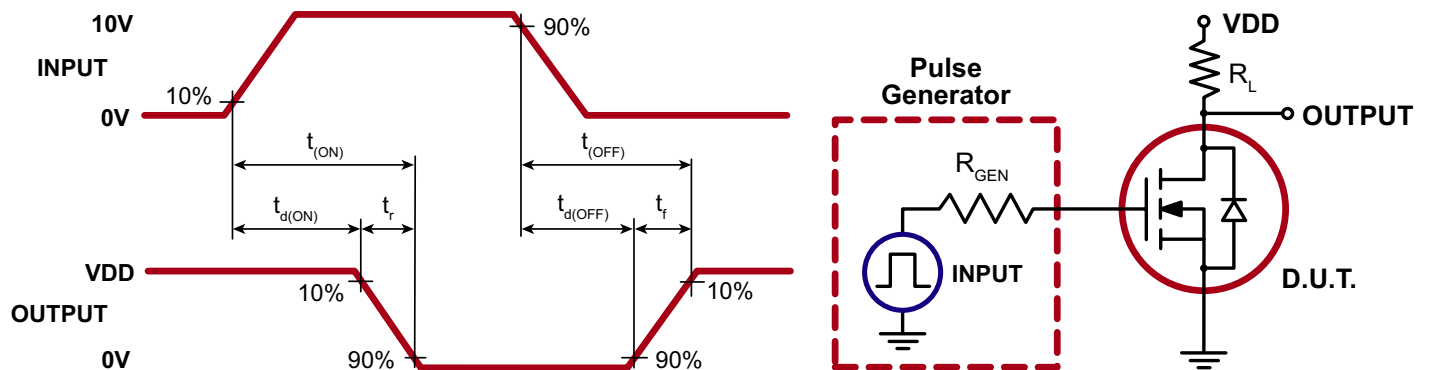 10V
INPUT
0V
10%
90%
t(ON)
t(OFF)
td(ON)
tr
td(OFF)
tf
VDD
OUTPUT
0V
10%
90%
90%
10%
Pulse
Generator
RGEN
INPUT
VDD
RL
OUTPUT
D.U.T.